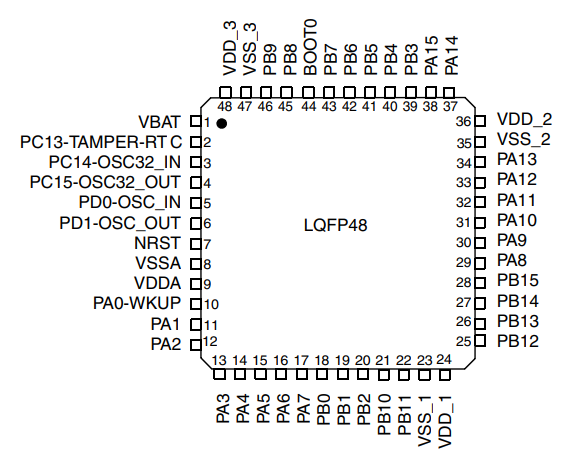 VDD_3
VSS_3
PB9
PB8
BOOT0
PB7
PB6
PB5
PB4
PB3
PA15
PA14
48 47 46 45 44 43 42 41 40 39 38 37
VBAT 1
PC13-TAMPER-RTC 2
PC14-OSC32_IN 3
PC15-OSC32_OUT 4
PD0-OSC_IN 5
PD1-OSC_OUT 6
NRST 7
VSSA 8
VDDA 9
PA0-WKUP 10
PA1 11
PA2 12
LQFP48
36 VDD_2
35 VSS_2
34 PA13
33 PA12
32 PA11
31 PA10
30 PA9
29 PA8
28 PB15
27 PB14
26 PB13
25 PB12
13 14 15 16 17 18 19 20 21 22 23 24
PA3
PA4
PA5
PA6
PA7
PB0
PB1
PB2
PB10
PB11
VSS_1
VDD_1